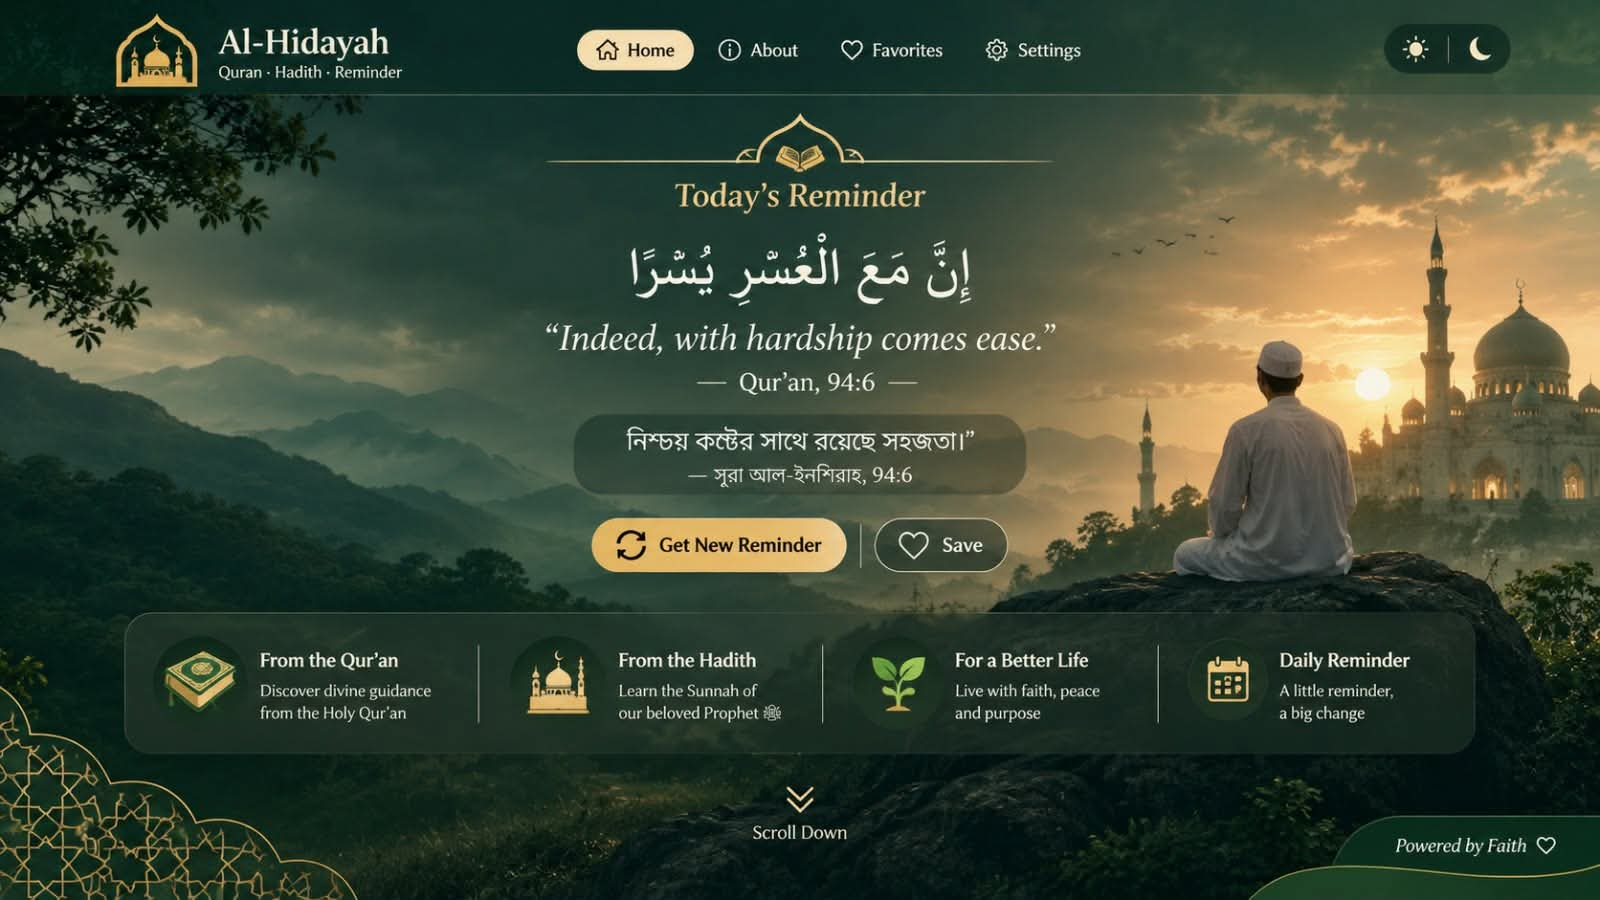 Al-Hidayah
Quran · Hadith · Reminder
Home
About
Favorites
Settings
Today's Reminder
إِنَّ مَعَ الْعُسْرِ يُسْرًا
“Indeed, with hardship comes ease.”
— Qur'an, 94:6 —
নিশ্চয় কষ্টের সাথে রয়েছে সহজতা।”
— সূরা আল-ইনশিরাহ, 94:6
Get New Reminder
Save
From the Qur'an
Discover divine guidance
from the Holy Qur'an
From the Hadith
Learn the Sunnah of
our beloved Prophet ﷺ
For a Better Life
Live with faith, peace
and purpose
Daily Reminder
A little reminder,
a big change
Scroll Down
Powered by Faith